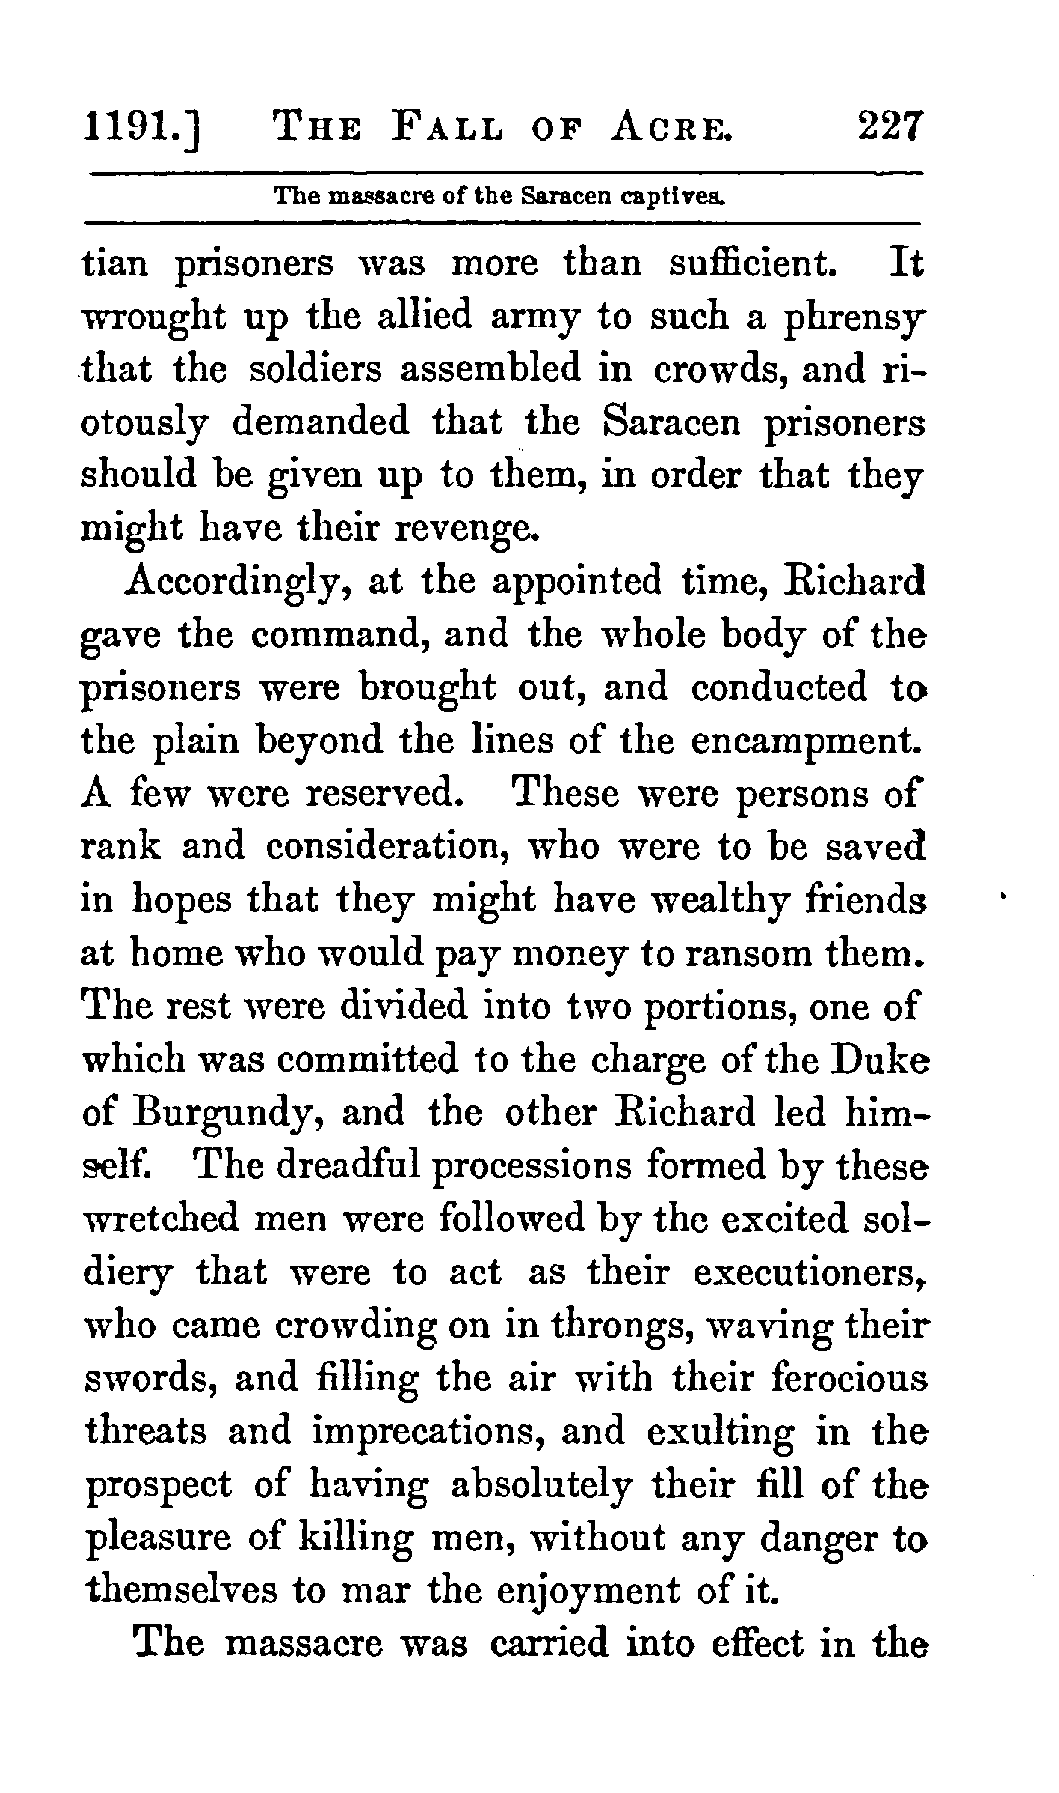 1191.] THE FALL OF ACRE. 227
The massacre of the Saracen captives.
tian prisoners was more than sufficient. It
wrought up the allied army to such a phrensy
that the soldiers assembled in crowds, and ri-
otously demanded that the Saracen prisoners
should be given up to them, in order that they
might have their revenge.
Accordingly, at the appointed time, Richard
gave the command, and the whole body of the
prisoners were brought out, and conducted to
the plain beyond the lines of the encampment.
A few were reserved. These were persons of
rank and consideration, who were to be saved
in hopes that they might have wealthy friends
at home who would pay money to ransom them.
The rest were divided into two portions, one of
which was committed to the charge of the Duke
of Burgundy, and the other Richard led him-
self. The dreadful processions formed by these
wretched men were followed by the excited sol-
diery that were to act as their executioners,
who came crowding on in throngs, waving their
swords, and filling the air with their ferocious
threats and imprecations, and exulting in the
prospect of having absolutely their fill of the
pleasure of killing men, without any danger to
themselves to mar the enjoyment of it.
The massacre was carried into effect in the